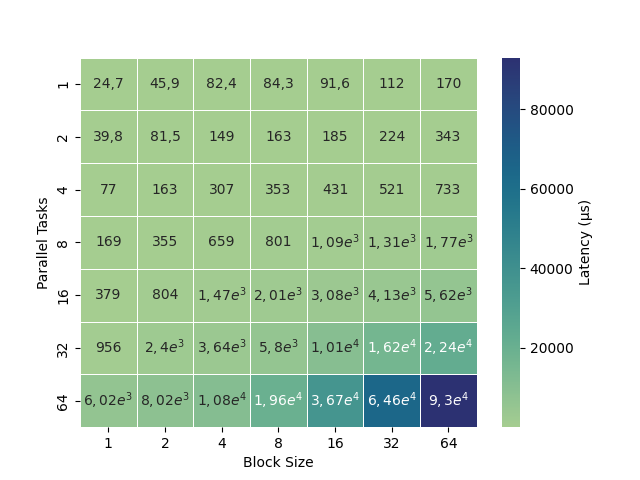 1 24,7 45,9 82,4 84,3 91,6 112 170
2 39,8 81,5 149 163 185 224 343
4 77 163 307 353 431 521 733
8 169 355 659 801 1,09e³ 1,31e³ 1,77e³
16 379 804 1,47e³ 2,01e³ 3,08e³ 4,13e³ 5,62e³
32 956 2,4e³ 3,64e³ 5,8e³ 1,01e⁴ 1,62e⁴ 2,24e⁴
64 6,02e³ 8,02e³ 1,08e⁴ 1,96e⁴ 3,67e⁴ 6,46e⁴ 9,3e⁴
1 2 4 8 16 32 64
Block Size
Parallel Tasks
80000
60000
40000
20000
Latency (µs)